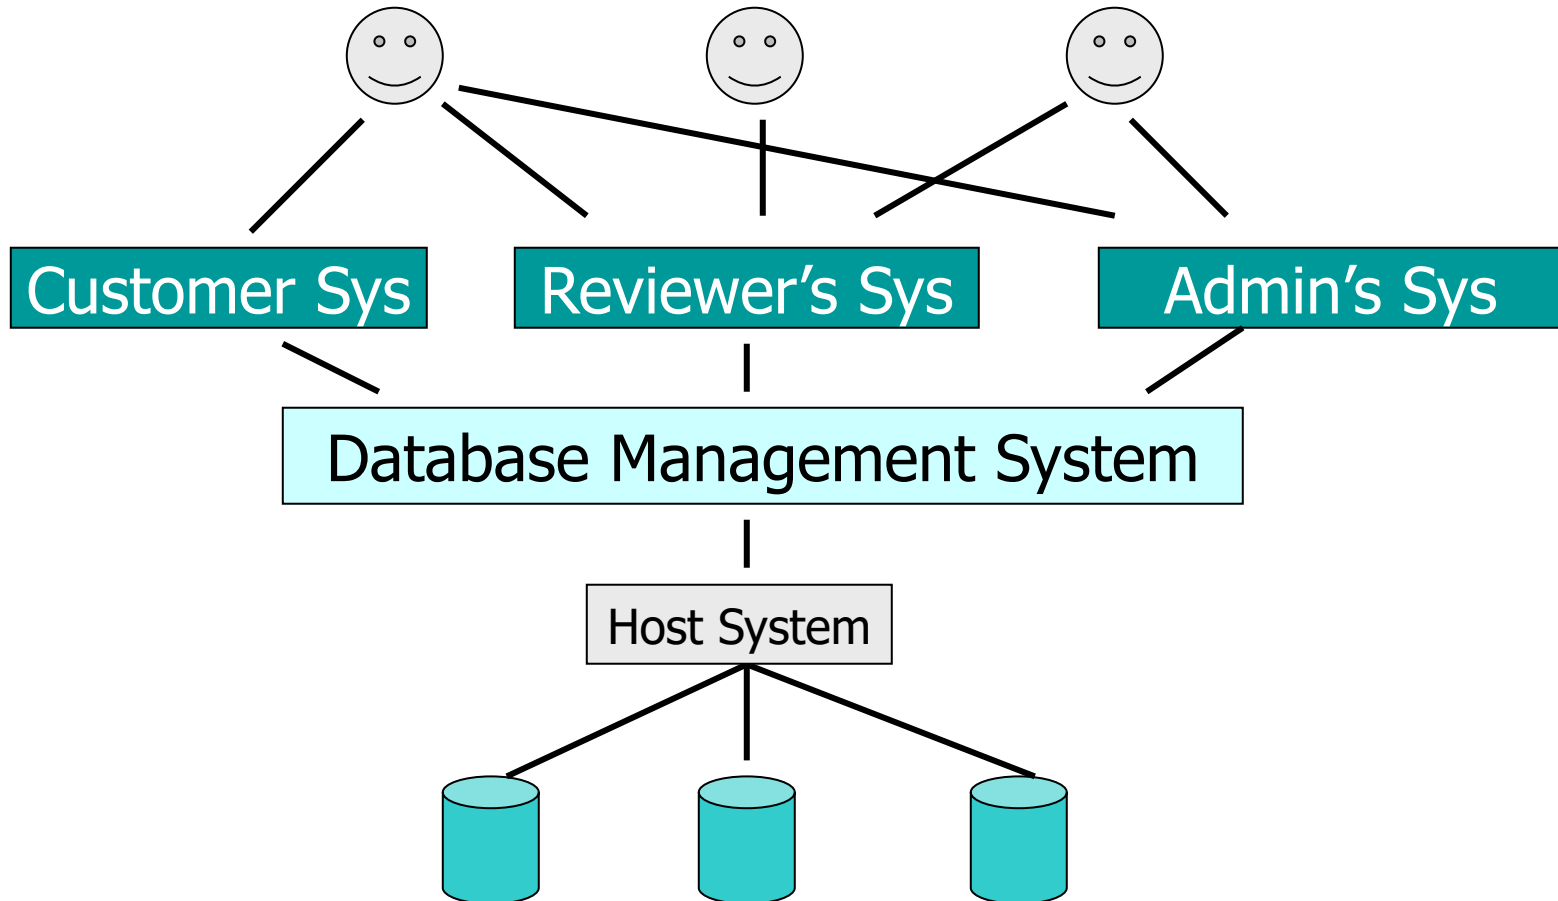 Customer Sys
Reviewer’s Sys
Admin’s Sys
Database Management System
Host System